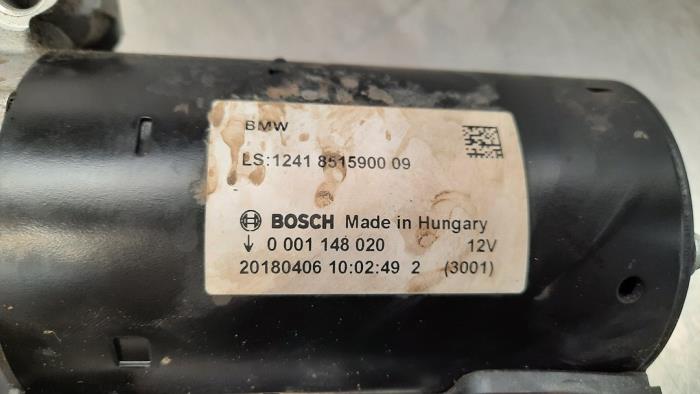 BMW
LS:1241 8515900 09
BOSCH Made in Hungary
0 001 148 020 12V
20180406 10:02:49 2 (3001)